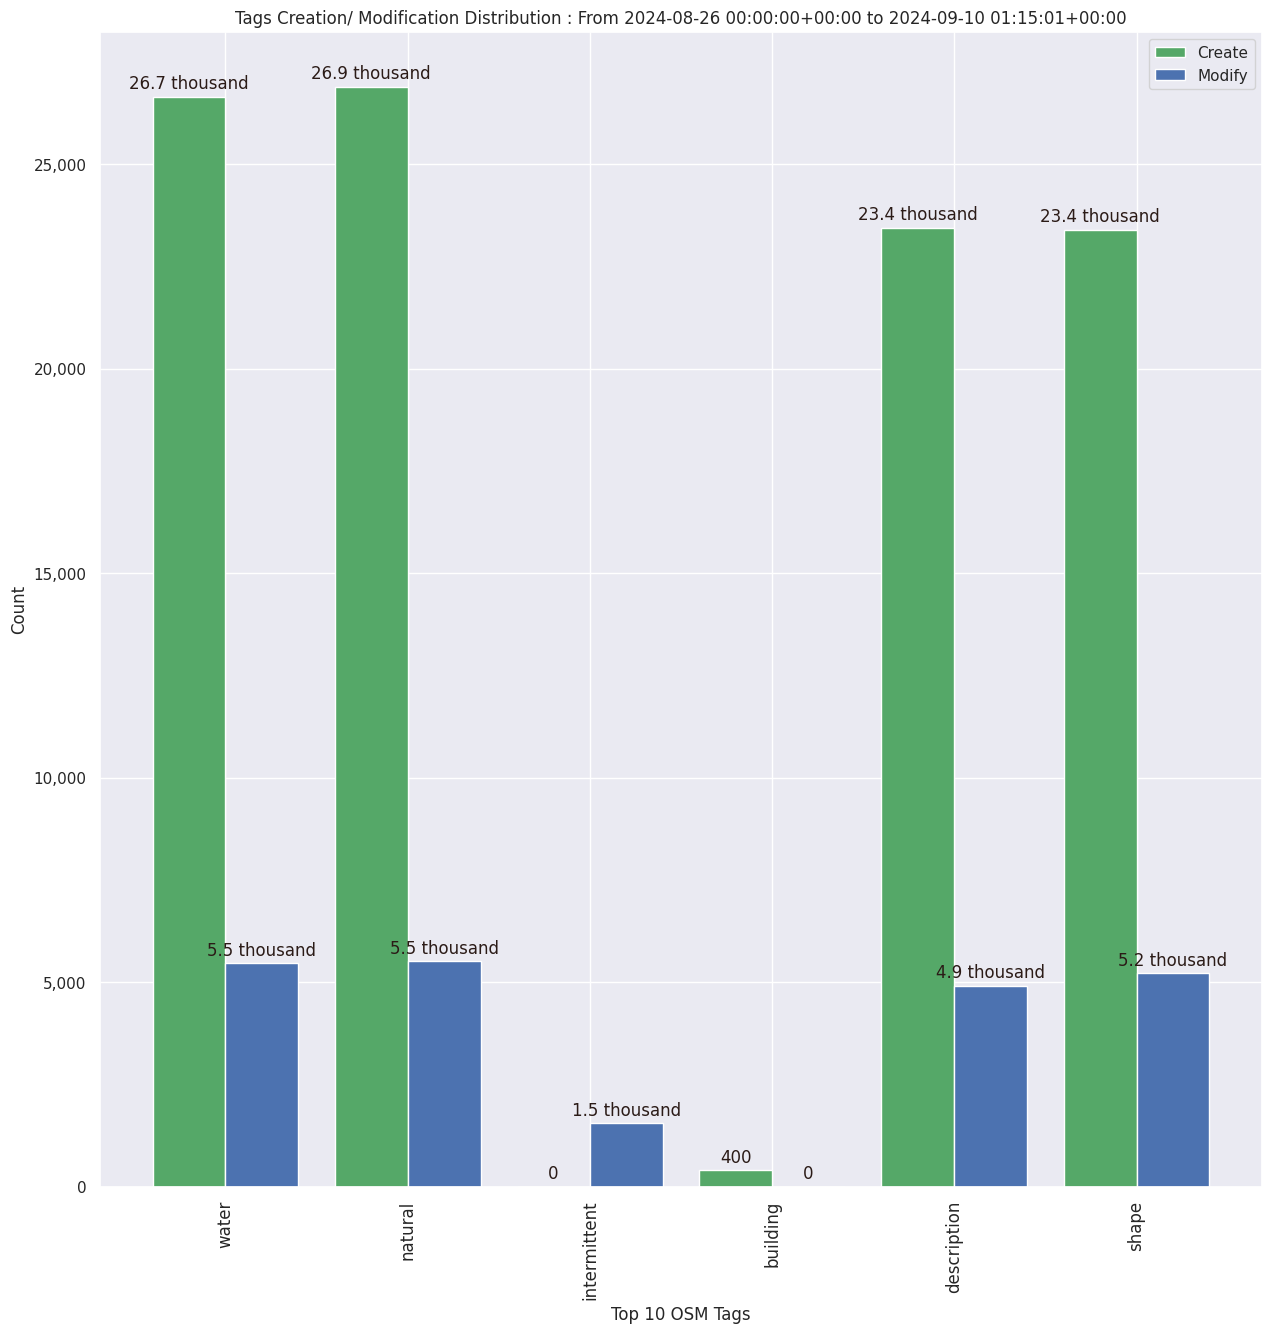 Tags Creation/ Modification Distribution : From 2024-08-26 00:00:00+00:00 to 2024-09-10 01:15:01+00:00
Create
Modify
26.7 thousand
26.9 thousand
23.4 thousand
23.4 thousand
5.5 thousand
5.5 thousand
4.9 thousand
5.2 thousand
1.5 thousand
0
400
0
25,000
20,000
15,000
10,000
5,000
0
Count
water
natural
intermittent
building
description
shape
Top 10 OSM Tags